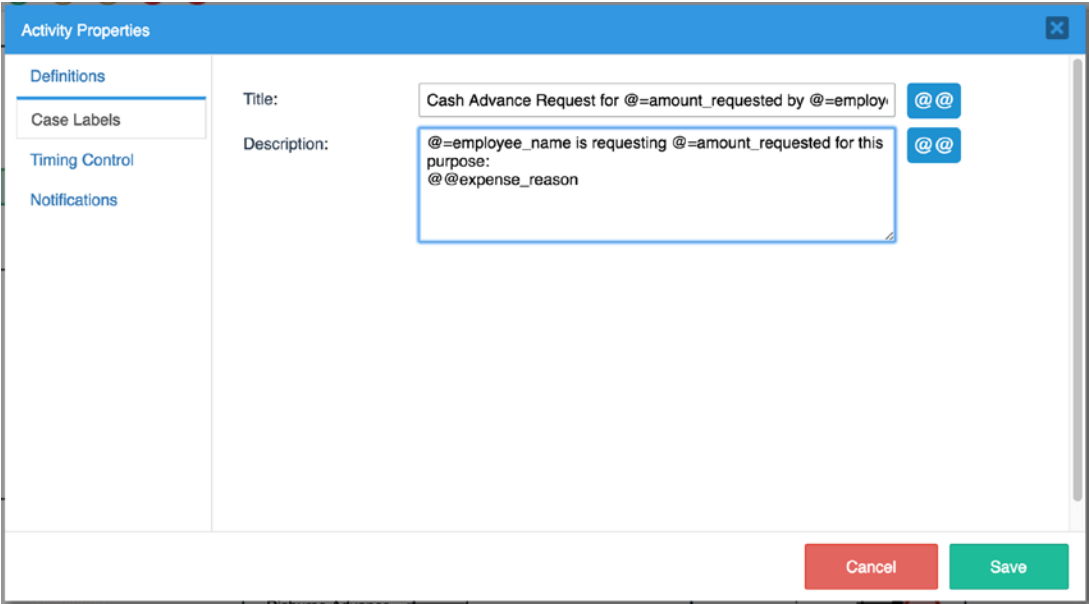 Activity Properties
Definitions
Case Labels
Timing Control
Notifications
Title:
Cash Advance Request for @=amount_requested by
@@
Description:
@=employee_name is requesting @=amount_requested for this
purpose:
@@expense_reason
@@
Cancel
Save